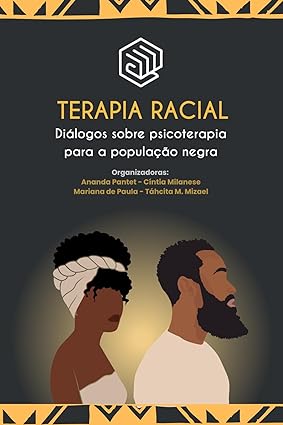 TERAPIA RACIAL
Diálogos sobre psicoterapia
para a população negra
Organizadoras:
Ananda Pantet - Cíntia Milanese
Mariana de Paula - Táhcita M. Mizael